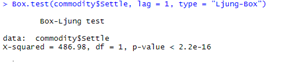 > Box.test(commodity$Settle, lag = 1, type = "Ljung-Box")
Box-Ljung test
data: commodity$Settle
X-squared = 486.98, df = 1, p-value < 2.2e-16